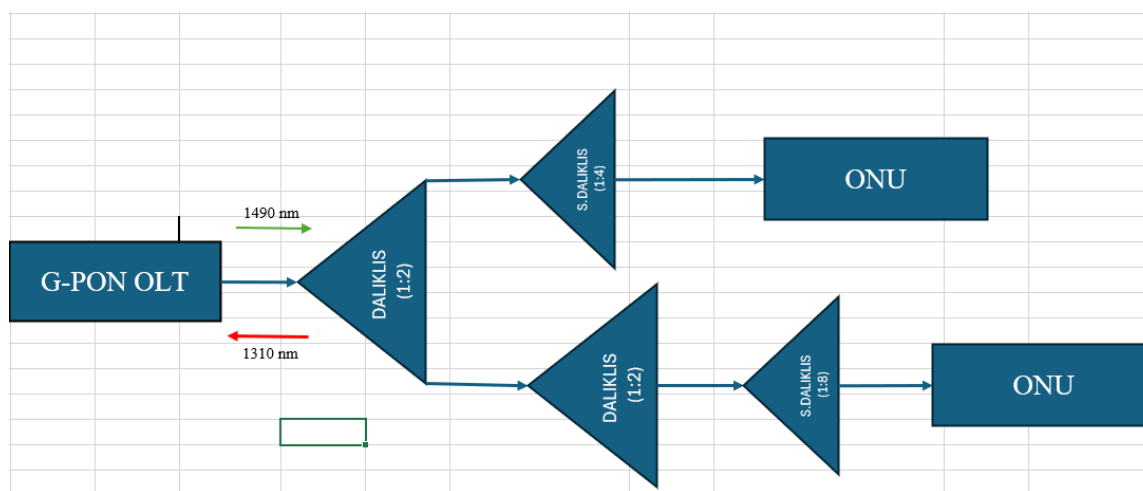 1490 nm
G-PON OLT
1310 nm
DALIKLIS
(1:2)
S.DALIKLIS
(1:4)
ONU
DALIKLIS
(1:2)
S.DALIKLIS
(1:8)
ONU